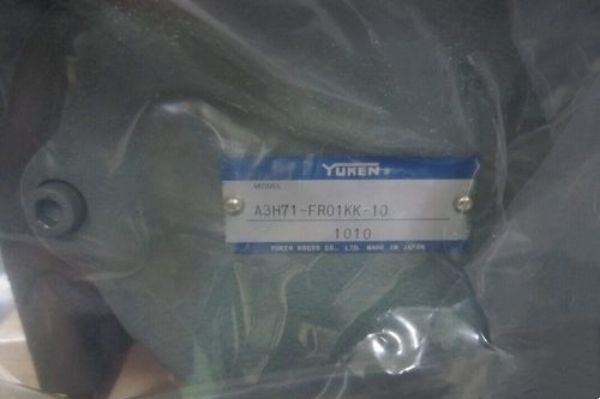 YUKEN®
MODEL
A3H71-FR01KK-10
1010
YUKEN KOGYO CO., LTD. MADE IN JAPAN